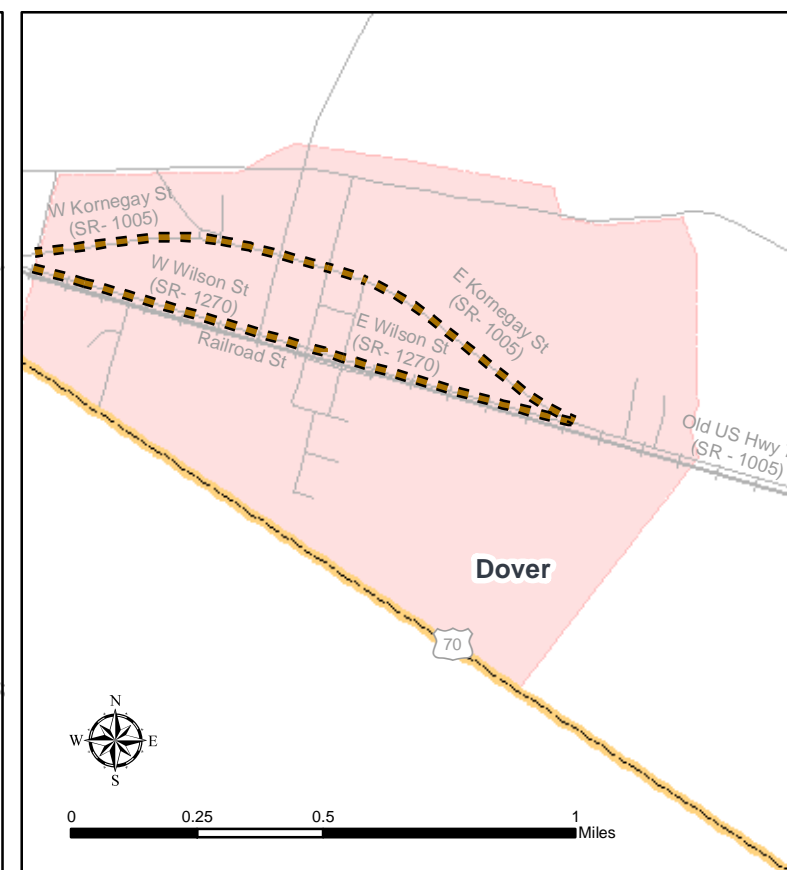 W Kornegay St
(SR- 1005)
W Wilson St
(SR- 1270)
E Kornegay St
(SR- 1005)
E Wilson St
(SR- 1270)
Railroad St
Old US Hwy
(SR - 1005)
Dover
70
N
W
E
S
0
0.25
0.5
1
Miles